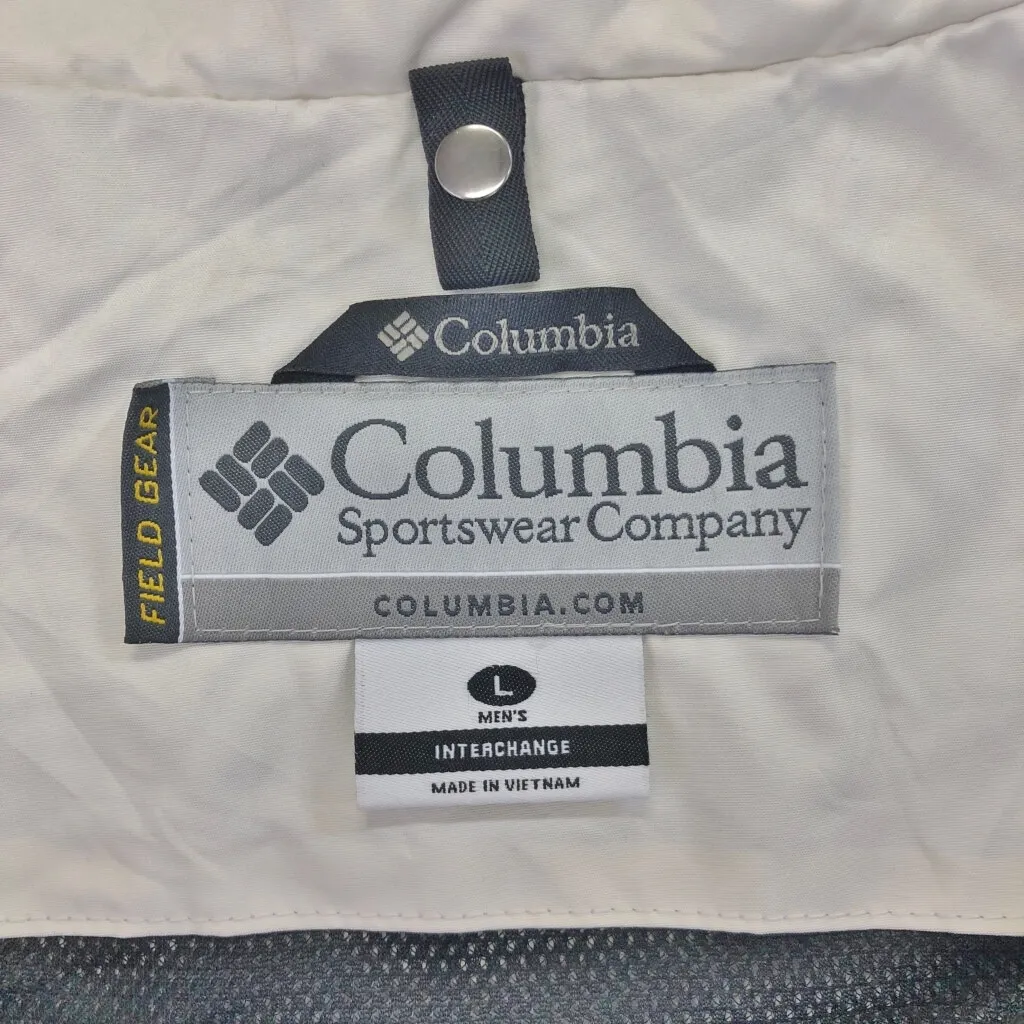 Columbia
FIELD GEAR
Columbia
Sportswear Company
COLUMBIA.COM
L
MEN'S
INTERCHANGE
MADE IN VIETNAM